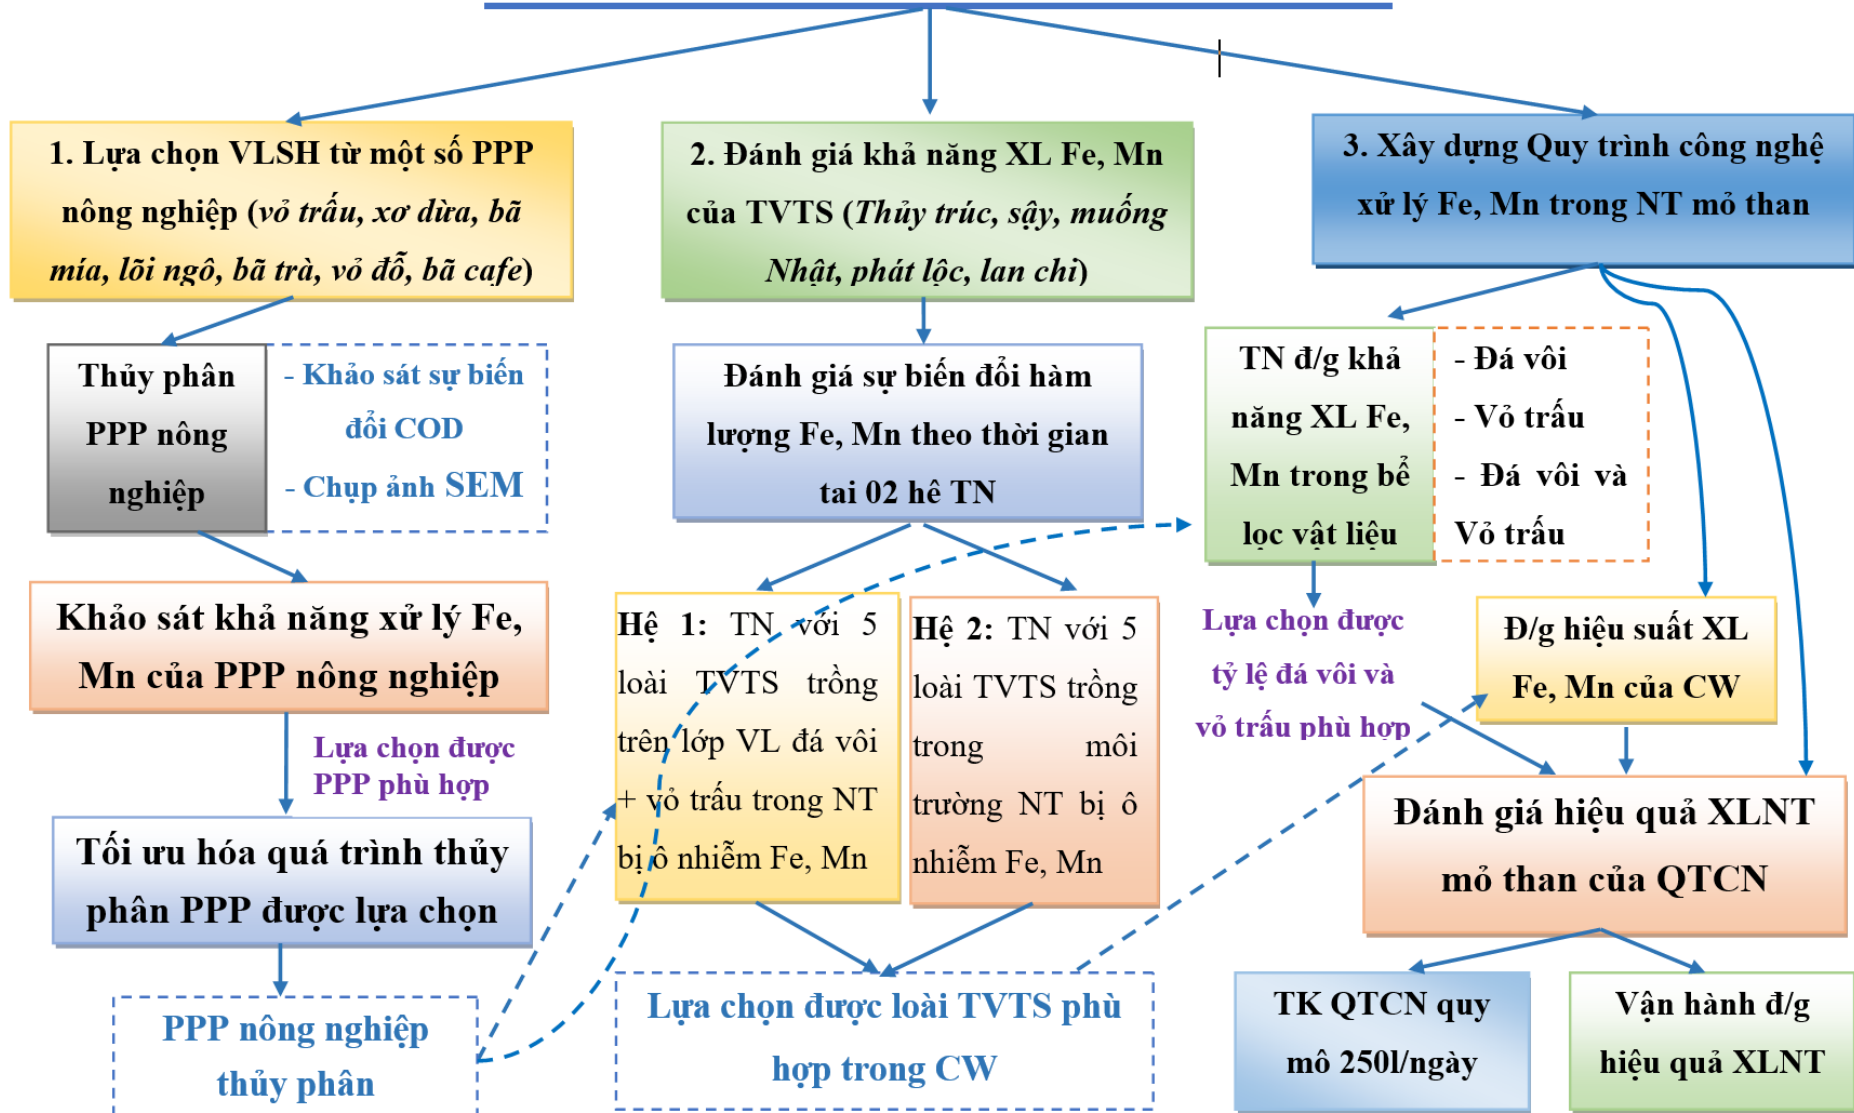 1. Lựa chọn VLSH từ một số PPP
nông nghiệp (vỏ trấu, xơ dừa, bã
mía, lõi ngô, bã trà, vỏ đỗ, bã cafe)
2. Đánh giá khả năng XL Fe, Mn
của TVTS (Thủy trúc, sậy, muống
Nhật, phát lộc, lan chi)
3. Xây dựng Quy trình công nghệ
xử lý Fe, Mn trong NT mỏ than
Thủy phân
PPP nông
nghiệp
- Khảo sát sự biến
đổi COD
- Chụp ảnh SEM
Khảo sát khả năng xử lý Fe,
Mn của PPP nông nghiệp
Lựa chọn được
PPP phù hợp
Tối ưu hóa quá trình thủy
phân PPP được lựa chọn
PPP nông nghiệp
thủy phân
Đánh giá sự biến đổi hàm
lượng Fe, Mn theo thời gian
tai 02 hê TN
Hệ 1: TN với 5
loài TVTS trồng
trên lớp VL đá vôi
+ vỏ trấu trong NT
bị ô nhiễm Fe, Mn
Hệ 2: TN với 5
loài TVTS trồng
trong môi
trường NT bị ô
nhiễm Fe, Mn
Lựa chọn được loài TVTS phù
hợp trong CW
TN đ/g khả
năng XL Fe,
Mn trong bể
lọc vật liệu
- Đá vôi
- Vỏ trấu
- Đá vôi và
Vỏ trấu
Lựa chọn được
tỷ lệ đá vôi và
vỏ trấu phù hợp
Đ/g hiệu suất XL
Fe, Mn của CW
Đánh giá hiệu quả XLNT
mỏ than của QTCN
TK QTCN quy
mô 250l/ngày
Vận hành đ/g
hiệu quả XLNT